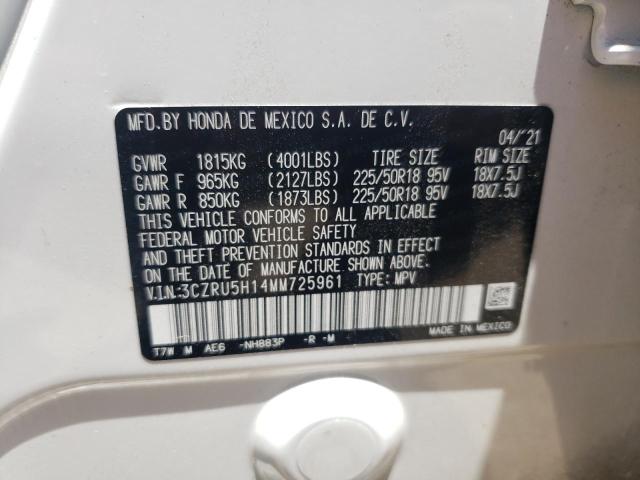 MFD.BY HONDA DE MEXICO S.A. DE C.V.
04/'21
GVWR 1815KG (4001LBS) TIRE SIZE RIM SIZE
GAWR F 965KG (2127LBS) 225/50R18 95V 18X7.5J
GAWR R 850KG (1873LBS) 225/50R18 95V 18X7.5J
THIS VEHICLE CONFORMS TO ALL APPLICABLE
FEDERAL MOTOR VEHICLE SAFETY
AND THEFT PREVENTION STANDARDS IN EFFECT
ON THE DATE OF MANUFACTURE SHOWN ABOVE.
V.I.N:3CZRU5H14MM725961 TYPE: MPV
T7W M AE6 -NH883P -R -M
MADE IN MEXICO